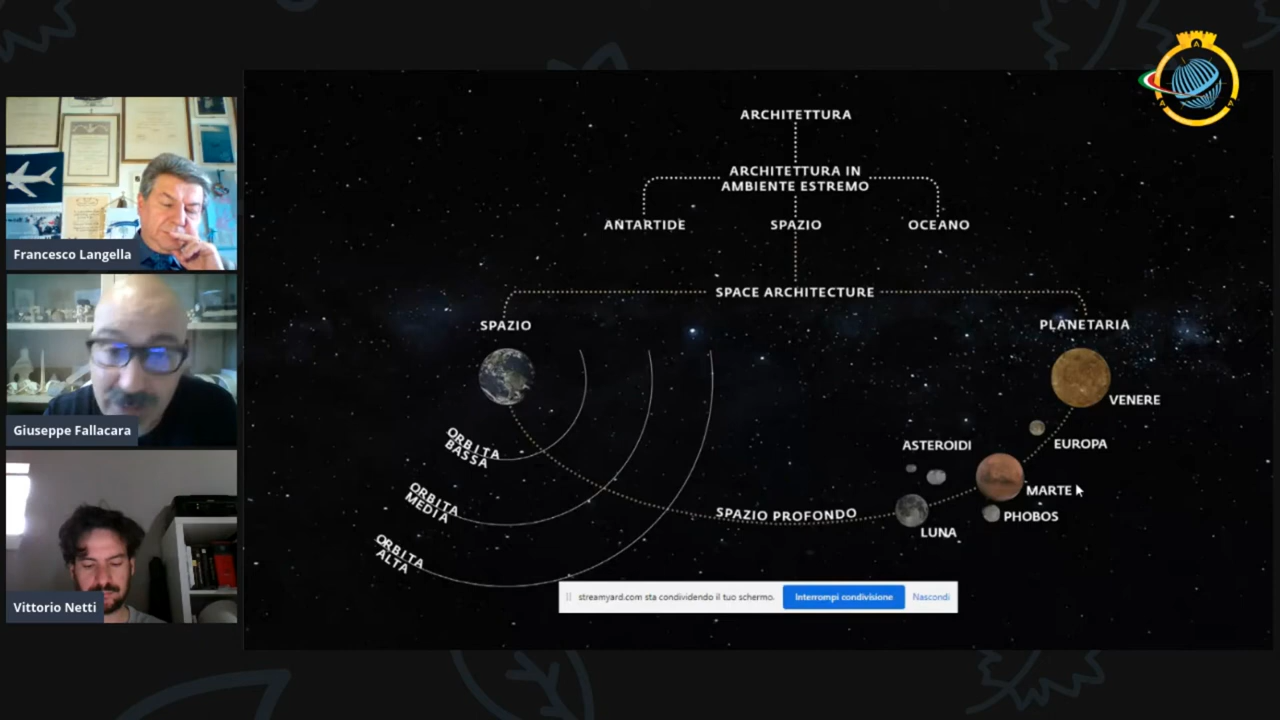 Francesco Langella
Giuseppe Fallacara
Vittorio Netti
ARCHITETTURA
ARCHITETTURA IN
AMBIENTE ESTREMO
ANTARTIDE
SPAZIO
OCEANO
SPACE ARCHITECTURE
SPAZIO
PLANETARIA
VENERE
EUROPA
ASTEROIDI
MARTE
PHOBOS
LUNA
SPAZIO PROFONDO
ORBITA
BASSA
ORBITA
MEDIA
ORBITA
ALTA
streamyard.com sta condividendo il tuo schermo.
Interrompi condivisione
Nascondi